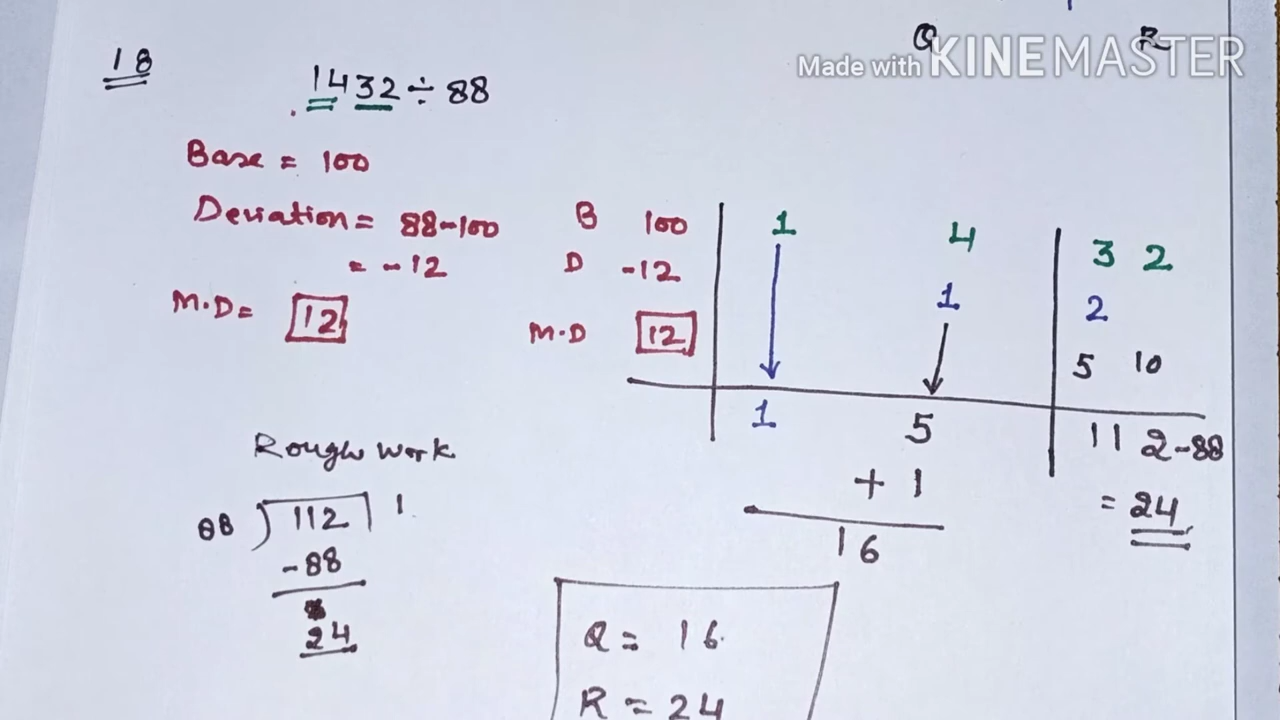 Q R
Made with KINEMASTER
18
1432 ÷ 88
Base = 100
Deviation = 88-100
= -12
M.D = 12
B 100 1 4 3 2
D -12 1 2
M.D 12 5 10
1 5 11 2-88
+ 1 = 24
16
Rough work
88 ) 112 | 1
-88
24
Q = 16
R = 24